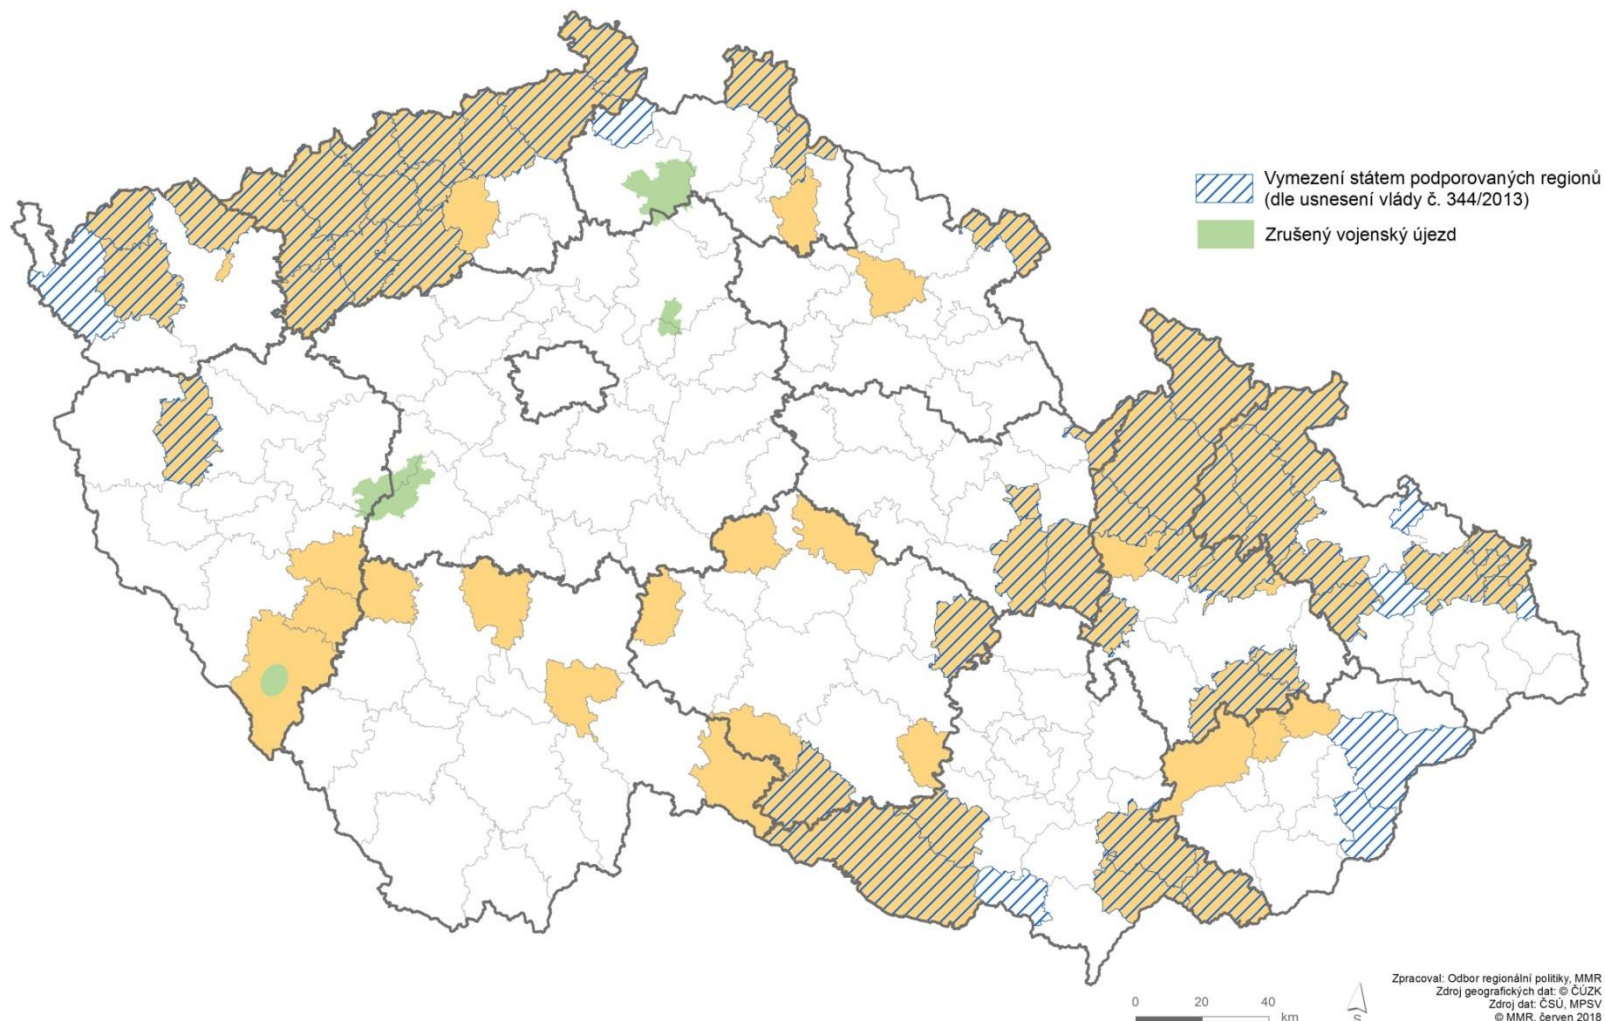 Vymezení státem podporovaných regionů
(dle usnesení vlády č. 344/2013)
Zrušený vojenský újezd
Zpracoval: Odbor regionální politiky, MMR
Zdroj geografických dat: © ČÚZK
Zdroj dat: ČSÚ, MPSV
© MMR, červen 2018
0 20 40
km
S